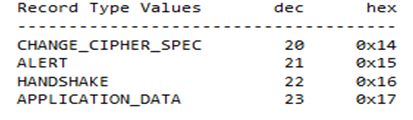 Record Type Values dec hex
-------------------------------------
CHANGE_CIPHER_SPEC 20 0x14
ALERT 21 0x15
HANDSHAKE 22 0x16
APPLICATION_DATA 23 0x17